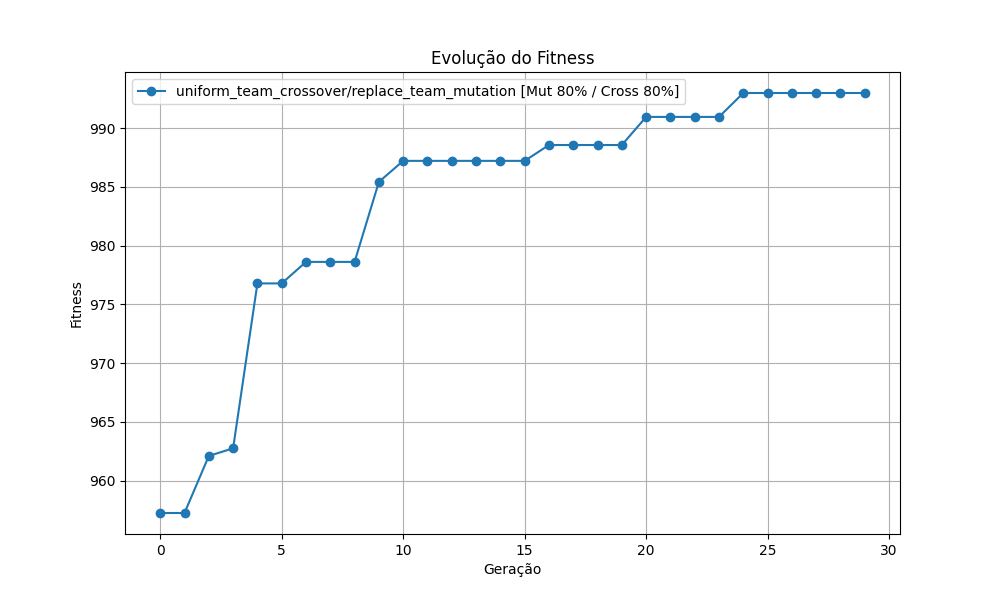 Evolução do Fitness
uniform_team_crossover/replace_team_mutation [Mut 80% / Cross 80%]
Fitness
990
985
980
975
970
965
960
0 5 10 15 20 25 30
Geração